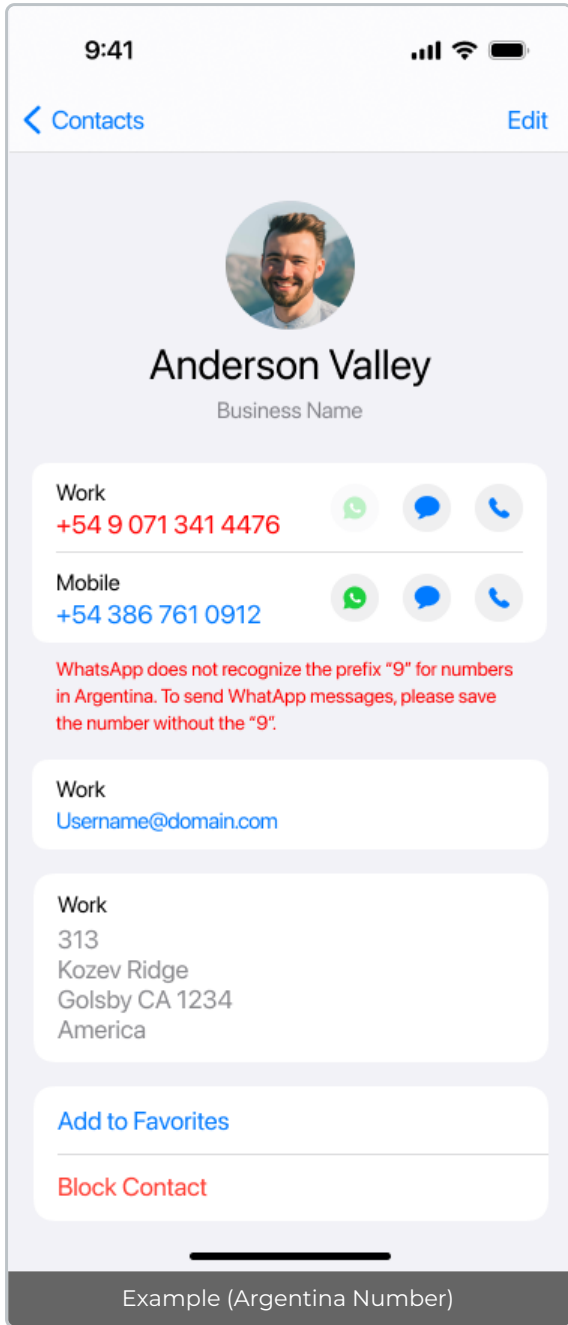 9:41
Contacts
Edit
Anderson Valley
Business Name
Work
+54 9 071 341 4476
Mobile
+54 386 761 0912
WhatsApp does not recognize the prefix “9” for numbers
in Argentina. To send WhatApp messages, please save
the number without the “9”.
Work
Username@domain.com
Work
313
Kozev Ridge
Golsby CA 1234
America
Add to Favorites
Block Contact
Example (Argentina Number)